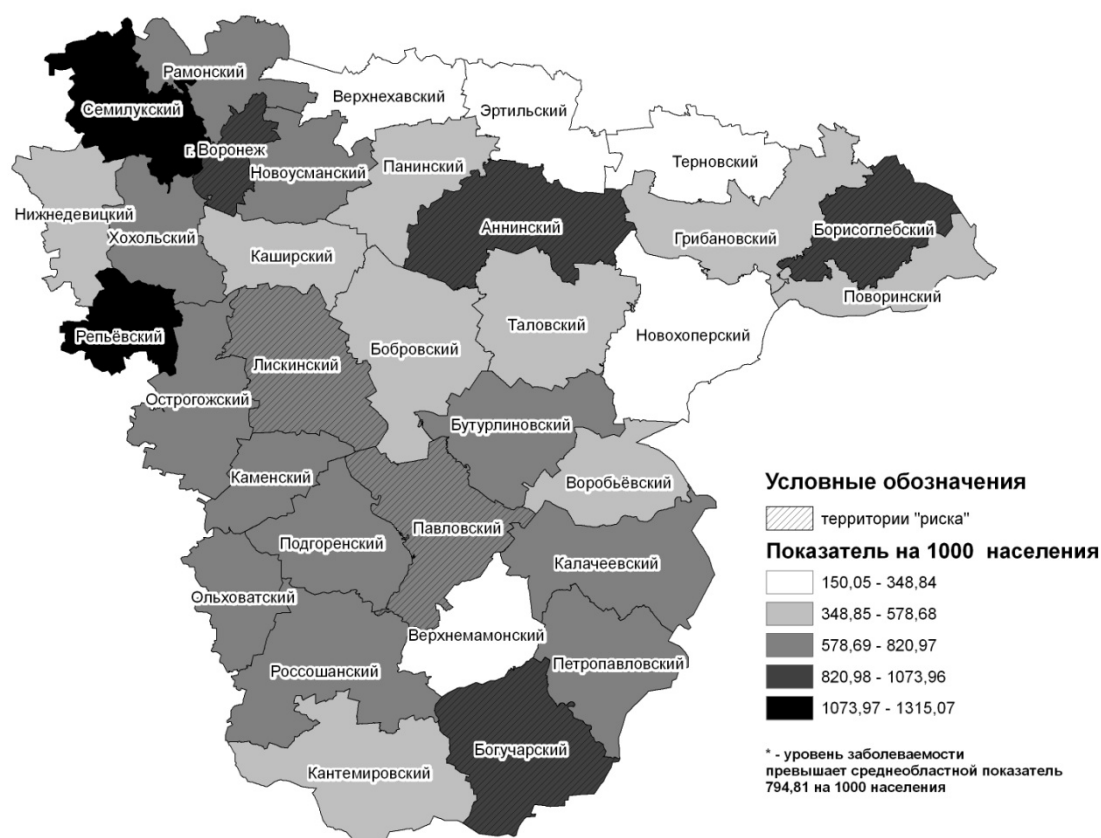 Рамонский
Семилукский
Верхнехавский
Эртильский
г. Воронеж
Новоусманский
Панинский
Терновский
Нижнедевицкий
Хохольский
Аннинский
Грибановский
Борисоглебский
Каширский
Поворинский
Репьёвский
Лискинский
Бобровский
Таловский
Новохоперский
Острогожский
Бутурлиновский
Каменский
Воробьёвский
Подгоренский
Павловский
Калачеевский
Ольховатский
Верхнемамонский
Россошанский
Петропавловский
Богучарский
Кантемировский
Условные обозначения
территории "риска"
Показатель на 1000 населения
150,05 - 348,84
348,85 - 578,68
578,69 - 820,97
820,98 - 1073,96
1073,97 - 1315,07
* - уровень заболеваемости
превышает среднеобластной показатель
794,81 на 1000 населения